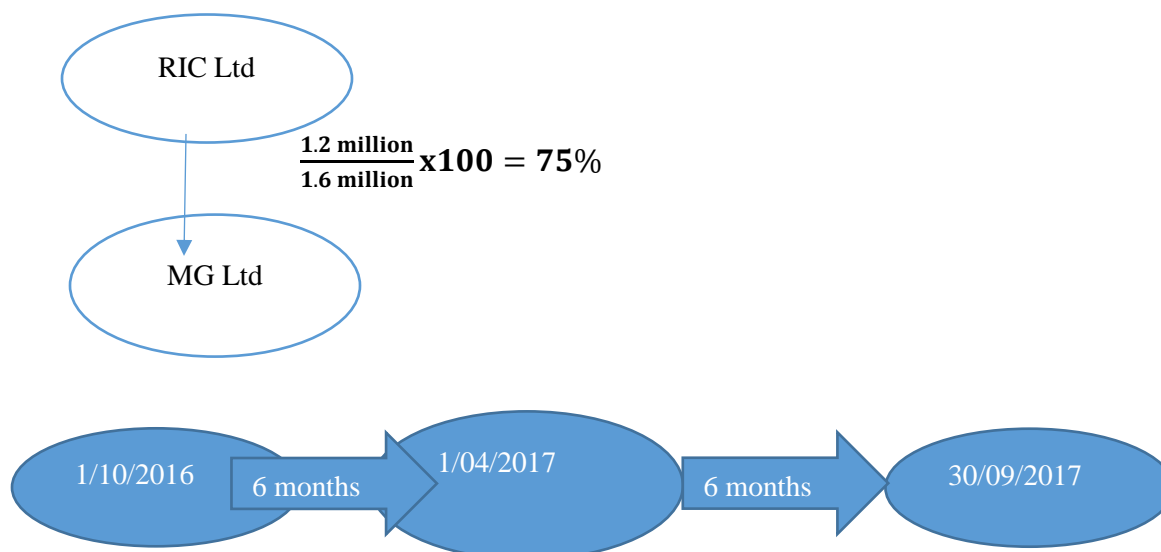 RIC Ltd
1.2 million
1.6 million x100 = 75%
MG Ltd
1/10/2016
6 months
1/04/2017
6 months
30/09/2017